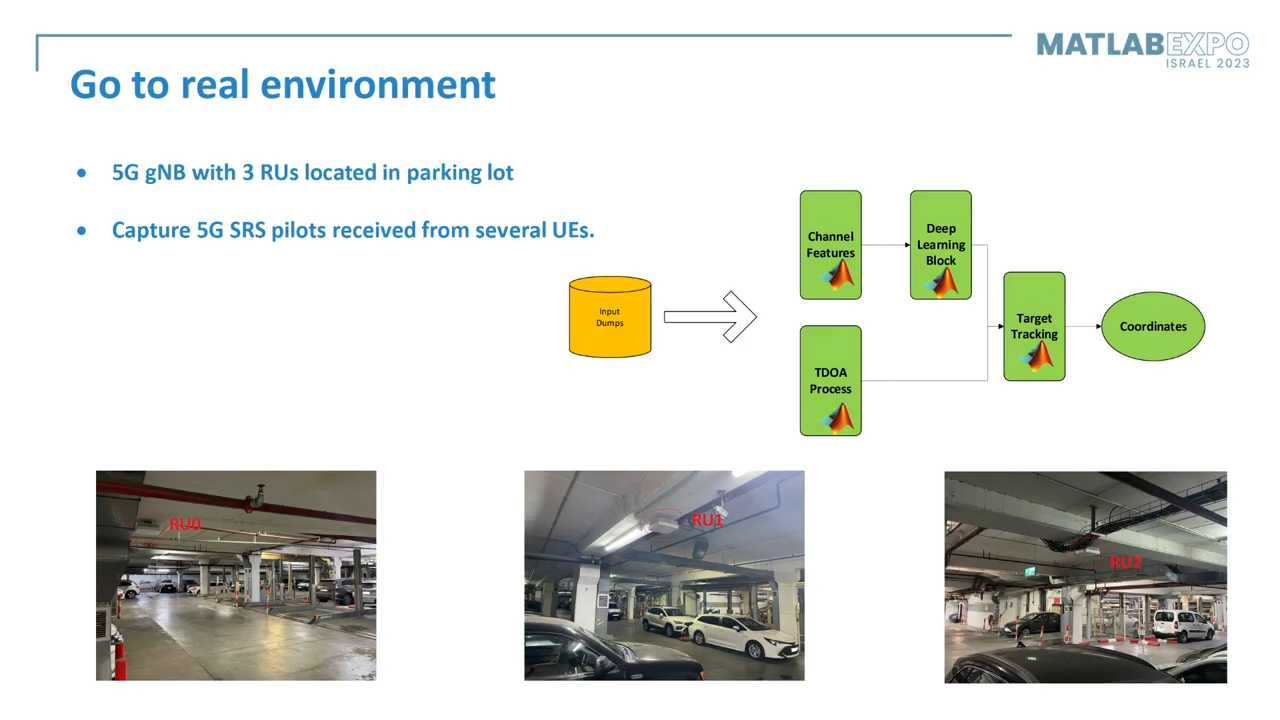 MATLAB EXPO
ISRAEL 2023
Go to real environment
• 5G gNB with 3 RUs located in parking lot
• Capture 5G SRS pilots received from several UEs.
Input
Dumps
Channel
Features
Deep
Learning
Block
TDOA
Process
Target
Tracking
Coordinates
RU0
RU1
RU2